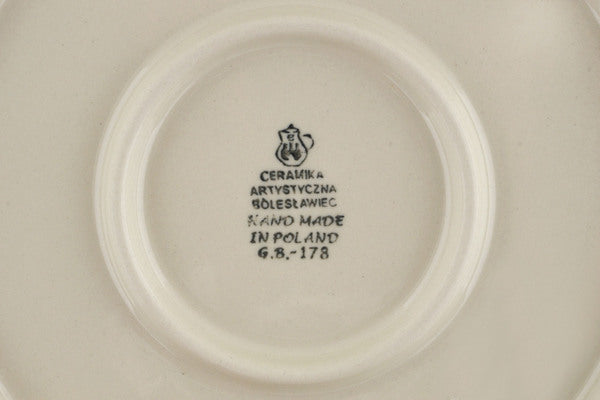 CERAMIKA
ARTYSTYCZNA
BOLESŁAWIEC
HAND MADE
IN POLAND
G.B.-178